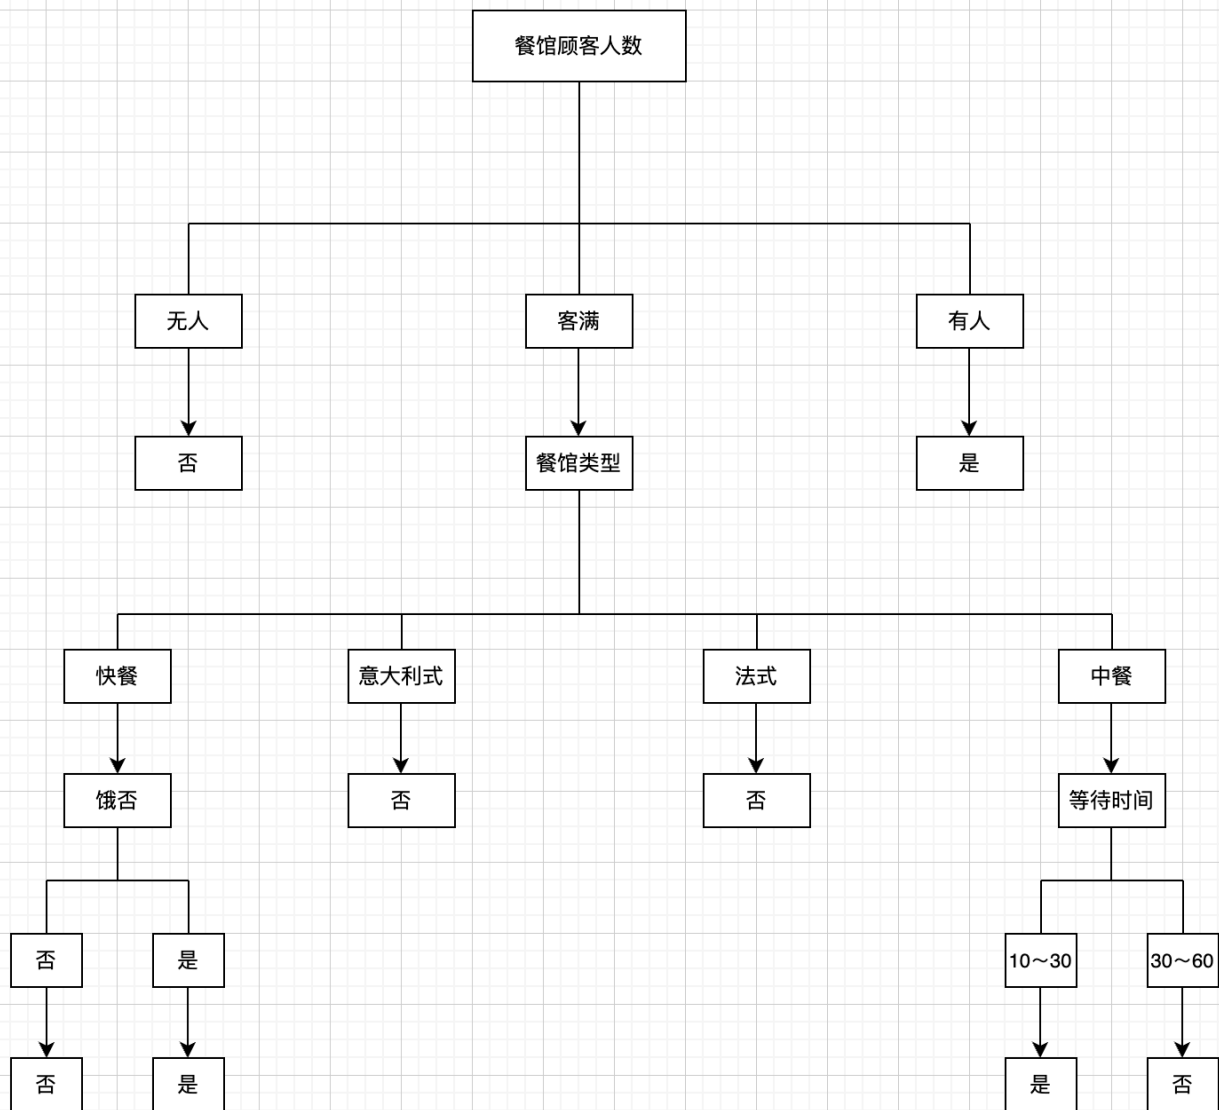 餐馆顾客人数
无人
客满
有人
否
餐馆类型
是
快餐
意大利式
法式
中餐
饿否
否
否
等待时间
否
是
10～30
30～60
否
是
是
否